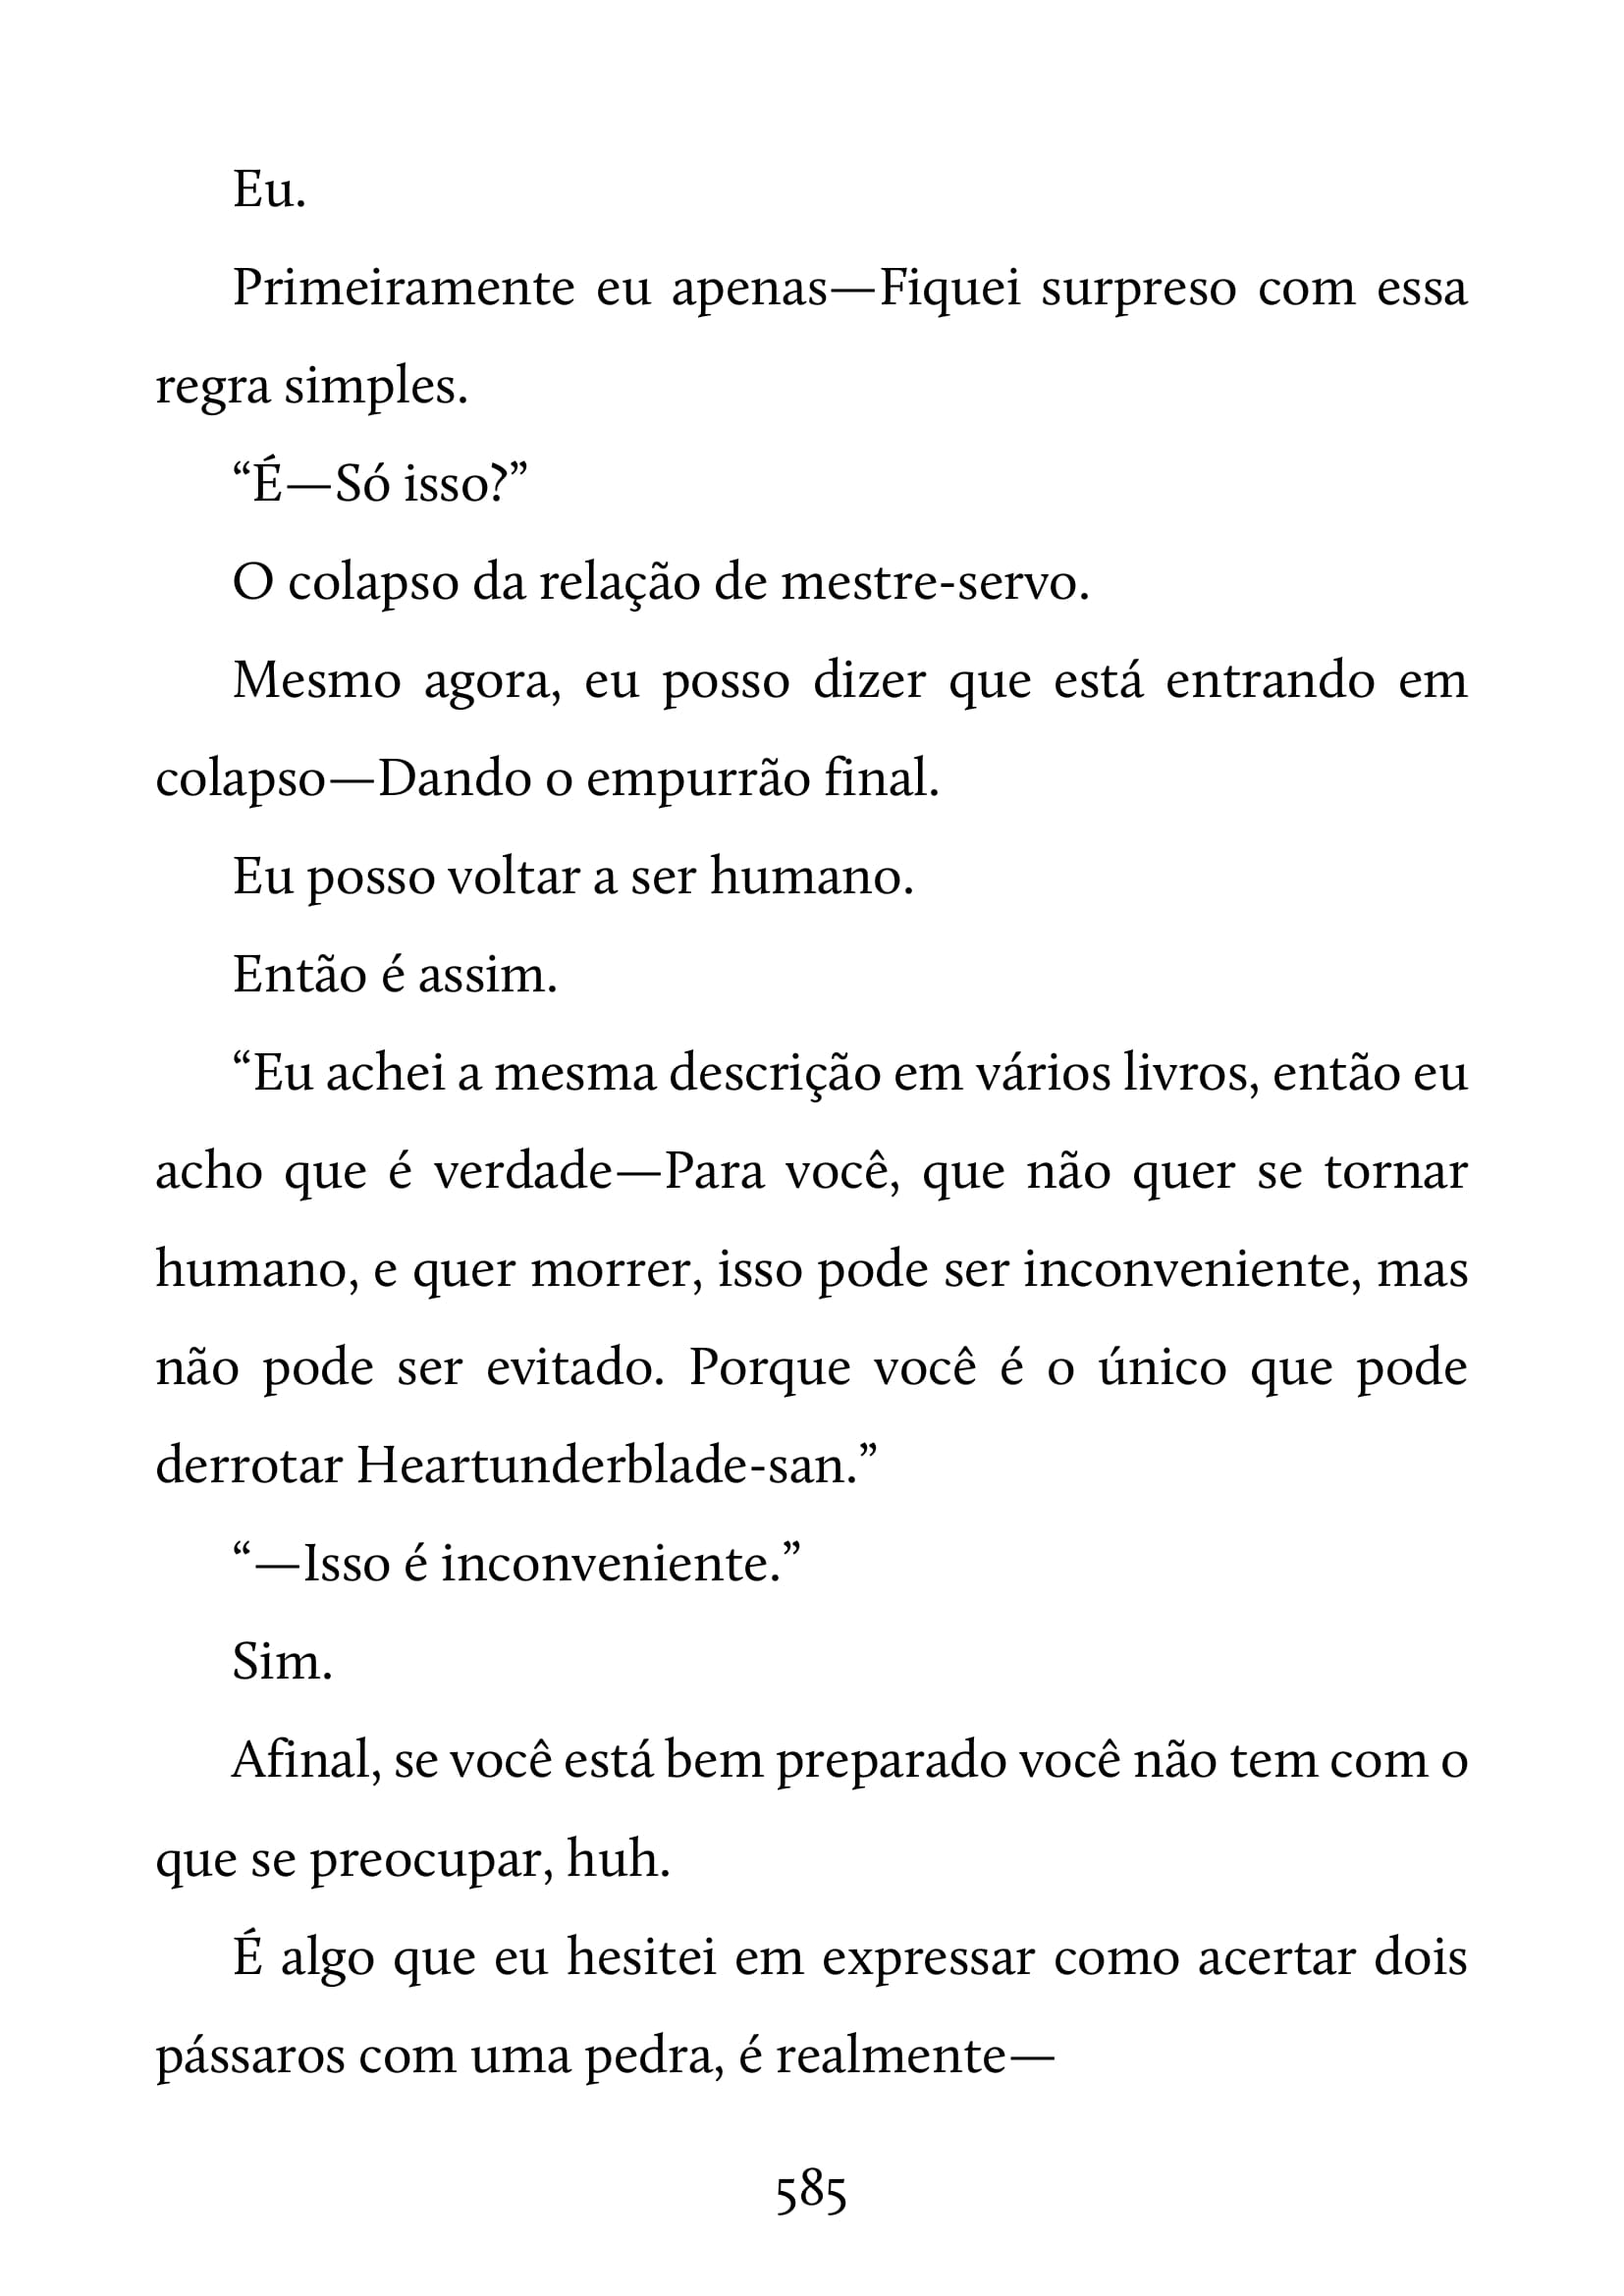 Eu.
Primeiramente eu apenas—Fiquei surpreso com essa
regra simples.
“É—Só isso?”
O colapso da relação de mestre-servo.
Mesmo agora, eu posso dizer que está entrando em
colapso—Dando o empurrão final.
Eu posso voltar a ser humano.
Então é assim.
“Eu achei a mesma descrição em vários livros, então eu
acho que é verdade—Para você, que não quer se tornar
humano, e quer morrer, isso pode ser inconveniente, mas
não pode ser evitado. Porque você é o único que pode
derrotar Heartunderblade-san.”
“—Isso é inconveniente.”
Sim.
Afinal, se você está bem preparado você não tem com o
que se preocupar, huh.
É algo que eu hesitei em expressar como acertar dois
pássaros com uma pedra, é realmente—
585